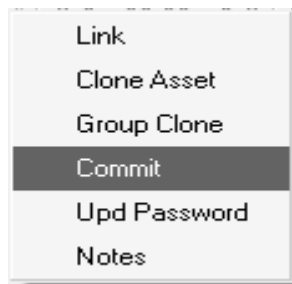 Link
Clone Asset
Group Clone
Commit
Upd Password
Notes